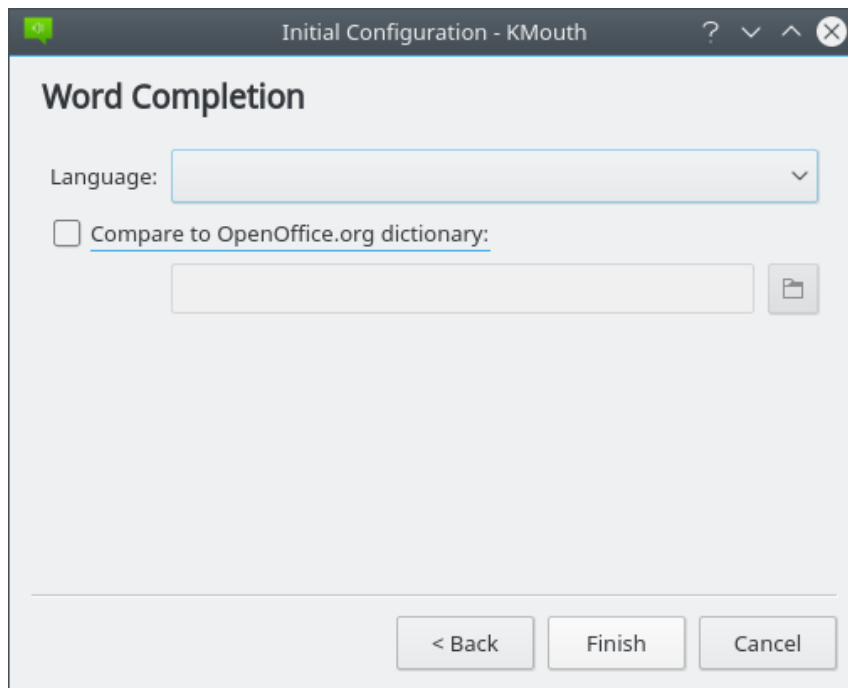 Initial Configuration - KMouth
Word Completion
Language:
Compare to OpenOffice.org dictionary:
< Back Finish Cancel